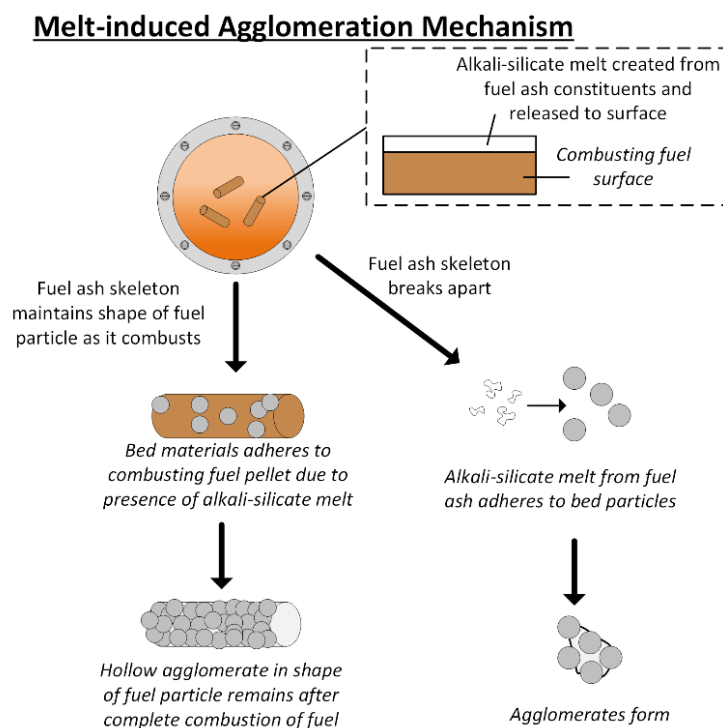 Melt-induced Agglomeration Mechanism
Alkali-silicate melt created from
fuel ash constituents and
released to surface
Combusting fuel
surface
Fuel ash skeleton
maintains shape of fuel
particle as it combusts
Fuel ash skeleton
breaks apart
Bed materials adheres to
combusting fuel pellet due to
presence of alkali-silicate melt
Alkali-silicate melt from fuel
ash adheres to bed particles
Hollow agglomerate in shape
of fuel particle remains after
complete combustion of fuel
Agglomerates form